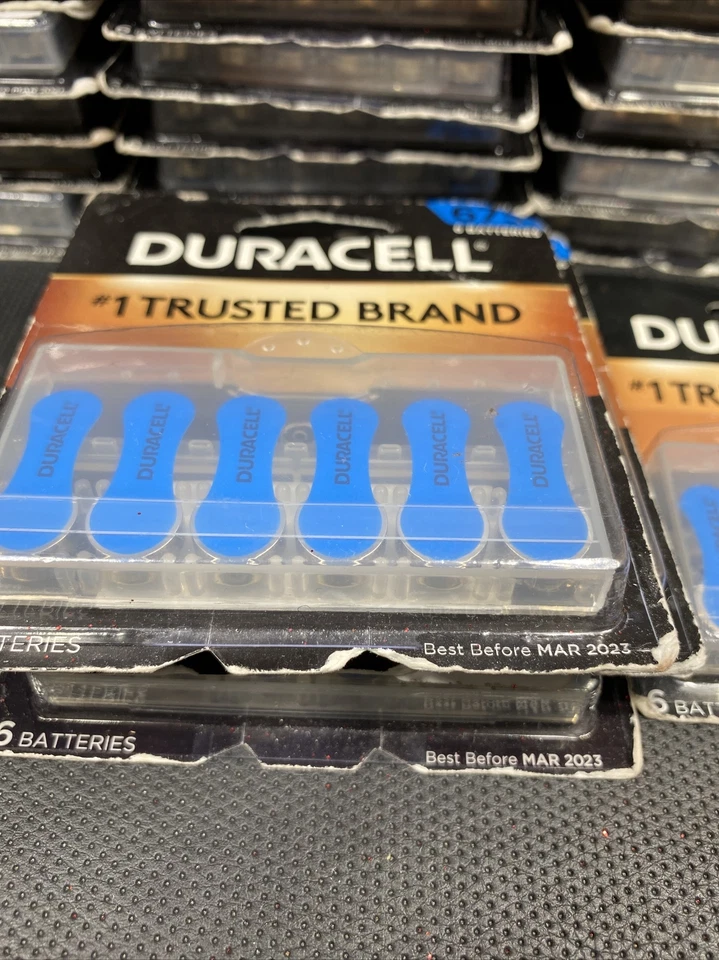 DURACELL®
#1 TRUSTED BRAND
DURACELL
DURACELL
DURACELL
DURACELL
DURACELL
DURACELL
TERIES
Best Before MAR 2023
6 BATTERIES
Best Before MAR 2023
DU
#1 TR
6 BATT